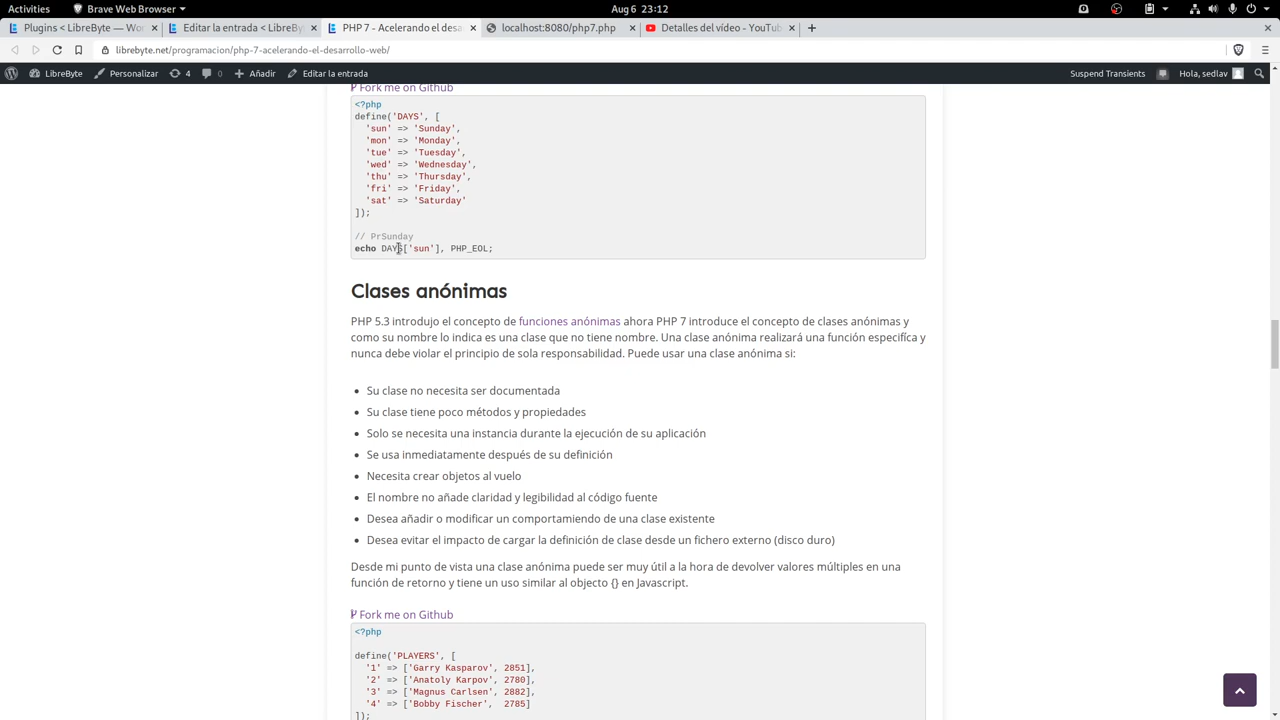 Activities
Brave Web Browser
Aug 6  23:12
Plugins < LibreByte — Wo
Editar la entrada < LibreB
PHP 7 - Acelerando el desa
localhost:8080/php7.php
Detalles del vídeo - YouTub
librebyte.net/programacion/php-7-acelerando-el-desarrollo-web/
LibreByte
Personalizar
4
0
Añadir
Editar la entrada
Suspend Transients
Hola, sedlav
Fork me on Github
<?php
define('DAYS', [
'sun' => 'Sunday',
'mon' => 'Monday',
'tue' => 'Tuesday',
'wed' => 'Wednesday',
'thu' => 'Thursday',
'fri' => 'Friday',
'sat' => 'Saturday'
]);
// PrSunday
echo DAYS['sun'], PHP_EOL;
Clases anónimas
PHP 5.3 introdujo el concepto de funciones anónimas ahora PHP 7 introduce el concepto de clases anónimas y
como su nombre lo indica es una clase que no tiene nombre. Una clase anónima realizará una función específica y
nunca debe violar el principio de sola responsabilidad. Puede usar una clase anónima si:
• Su clase no necesita ser documentada
• Su clase tiene poco métodos y propiedades
• Solo se necesita una instancia durante la ejecución de su aplicación
• Se usa inmediatamente después de su definición
• Necesita crear objetos al vuelo
• El nombre no añade claridad y legibilidad al código fuente
• Desea añadir o modificar un comportamiendo de una clase existente
• Desea evitar el impacto de cargar la definición de clase desde un fichero externo (disco duro)
Desde mi punto de vista una clase anónima puede ser muy útil a la hora de devolver valores múltiples en una
función de retorno y tiene un uso similar al objecto {} en Javascript.
Fork me on Github
<?php
define('PLAYERS', [
'1' => ['Garry Kasparov', 2851],
'2' => ['Anatoly Karpov', 2780],
'3' => ['Magnus Carlsen', 2882],
'4' => ['Bobby Fischer',  2785]
]);